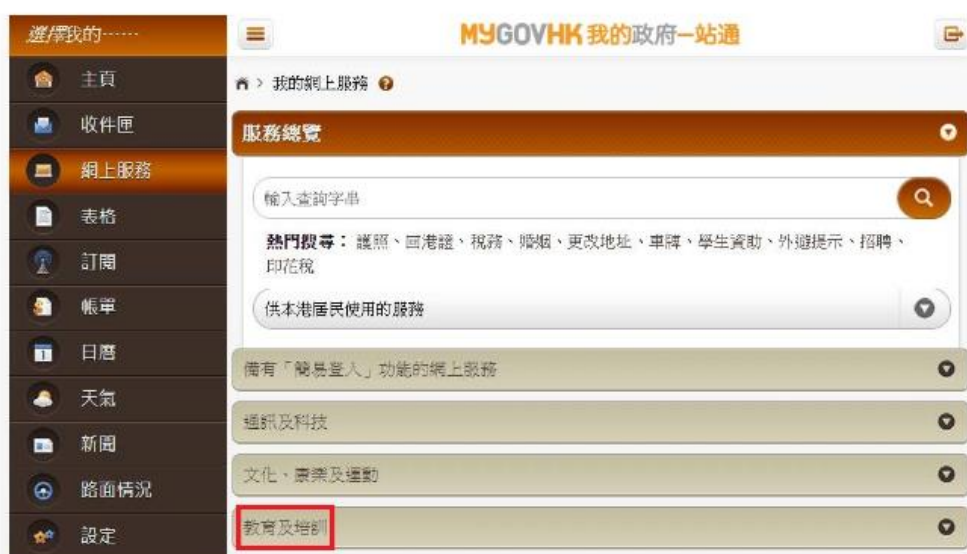 選擇我的……
主頁
收件匣
網上服務
表格
訂閱
帳單
日曆
天氣
新聞
路面情況
設定
MYGOVHK 我的政府一站通
> 我的網上服務
服務總覽
輸入查詢字串
熱門搜尋：護照、回港證、稅務、婚姻、更改地址、車牌、學生資助、外遊提示、招聘、
印花稅
供本港居民使用的服務
備有「簡易登入」功能的網上服務
通訊及科技
文化、康樂及運動
教育及培訓